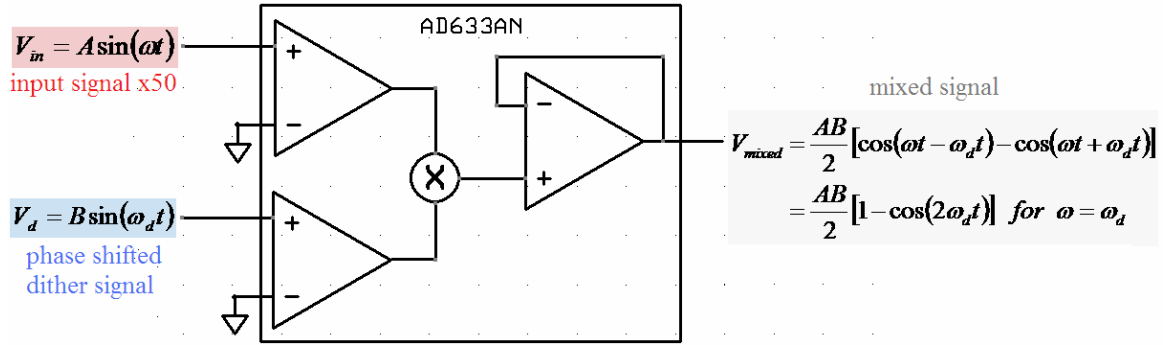 AD633AN
V_in = A sin(ωt)
input signal x50
+
−
−
+
X
V_d = B sin(ω_d t)
phase shifted
dither signal
+
−
mixed signal
V_mixed = AB/2 [cos(ωt − ω_d t) − cos(ωt + ω_d t)]
= AB/2 [1 − cos(2ω_d t)] for ω = ω_d